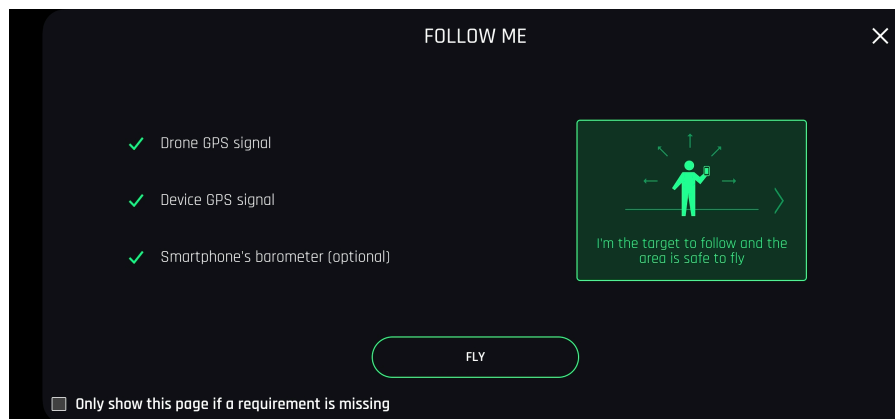 FOLLOW ME
Drone GPS signal
Device GPS signal
Smartphone's barometer (optional)
I'm the target to follow and the
area is safe to fly
FLY
Only show this page if a requirement is missing